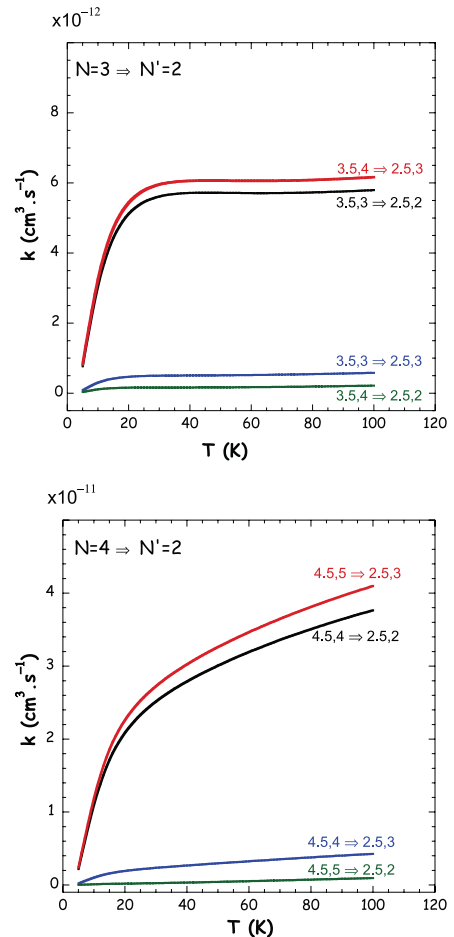 x10⁻¹²
N=3 ⇒ N'=2
8
6
4
2
0
k (cm³.s⁻¹)
3.5,4 ⇒ 2.5,3
3.5,3 ⇒ 2.5,2
3.5,3 ⇒ 2.5,3
3.5,4 ⇒ 2.5,2
0 20 40 60 80 100 120
T (K)
x10⁻¹¹
N=4 ⇒ N'=2
5
4
3
2
1
0
k (cm³.s⁻¹)
4.5,5 ⇒ 2.5,3
4.5,4 ⇒ 2.5,2
4.5,4 ⇒ 2.5,3
4.5,5 ⇒ 2.5,2
0 20 40 60 80 100 120
T (K)